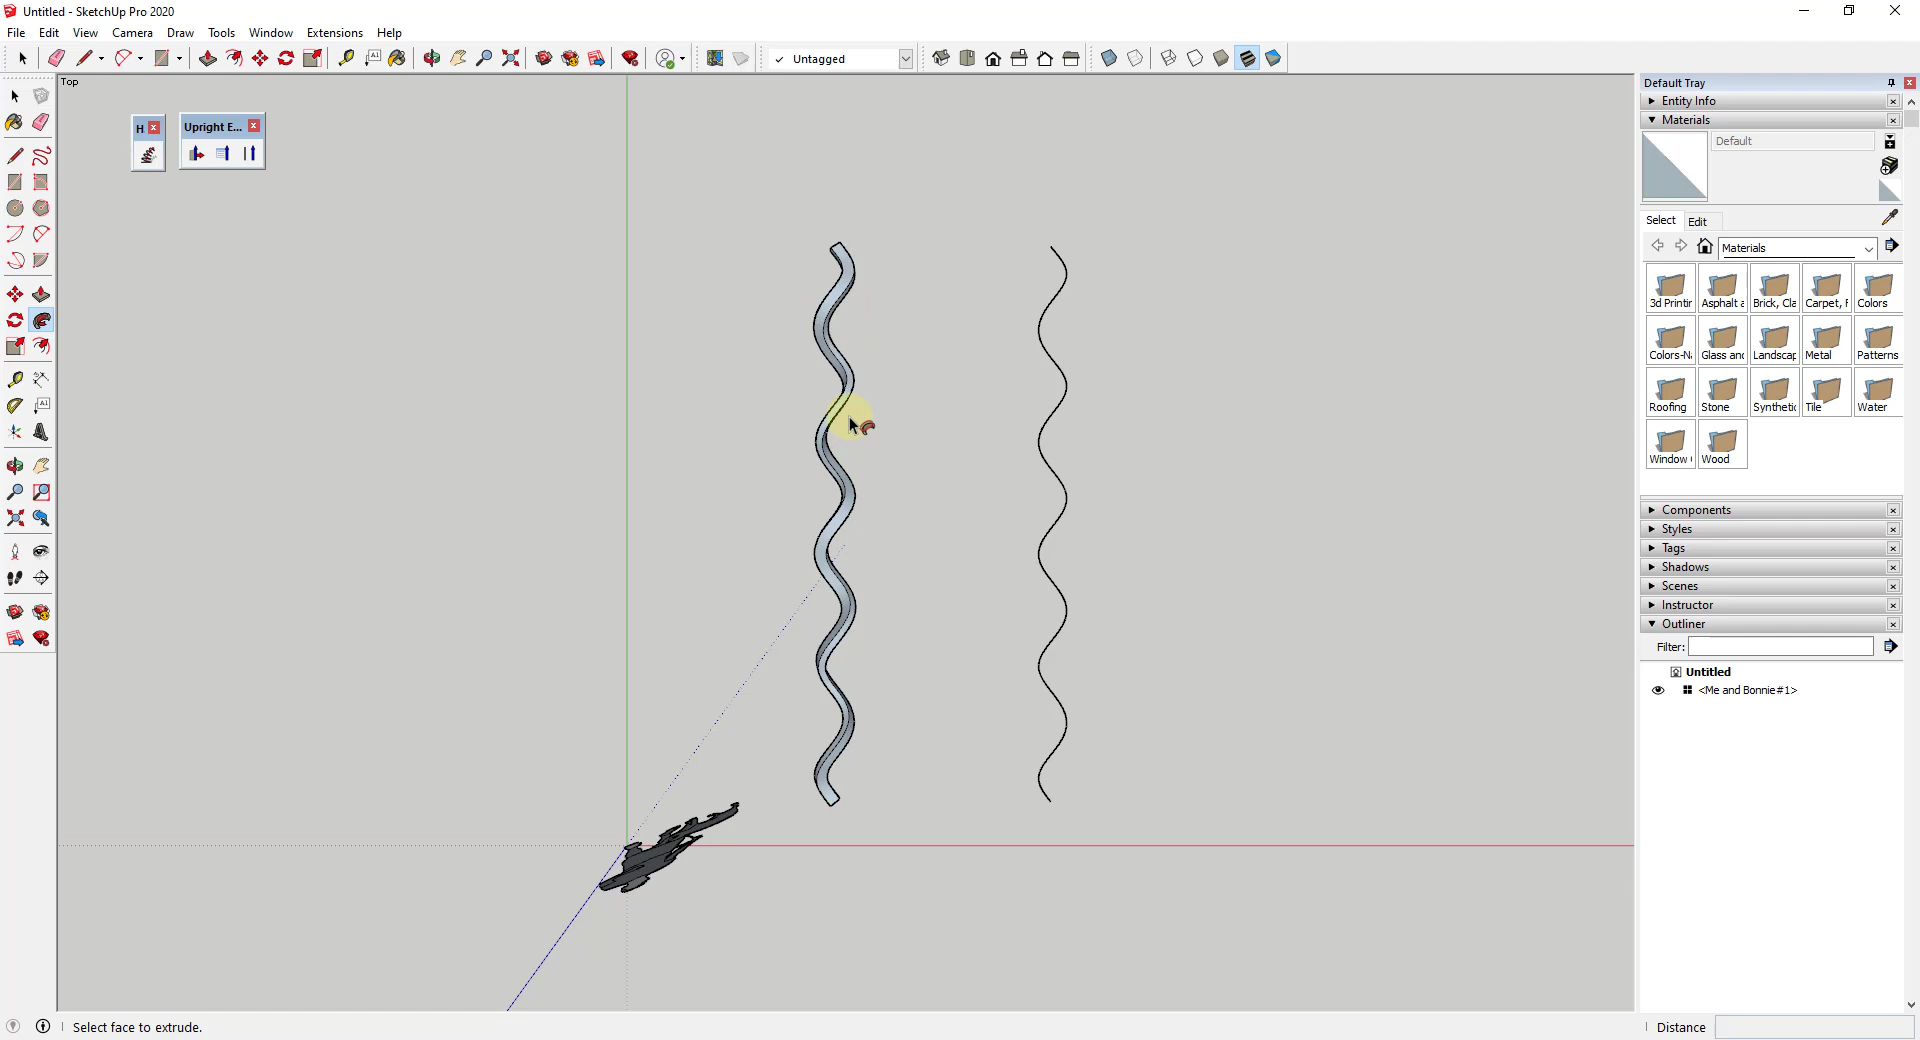 Untitled - SketchUp Pro 2020
File Edit View Camera Draw Tools Window Extensions Help
Untagged
Top
H
Upright E...
Default Tray
Entity Info
Materials
Default
Select Edit
Materials
3d Printin Asphalt a Brick, Cla Carpet, F Colors
Colors-Na Glass and Landscap Metal Patterns
Roofing Stone Synthetic Tile Water
Window Wood
Components
Styles
Tags
Shadows
Scenes
Instructor
Outliner
Filter:
Untitled
<Me and Bonnie#1>
Select face to extrude.
Distance